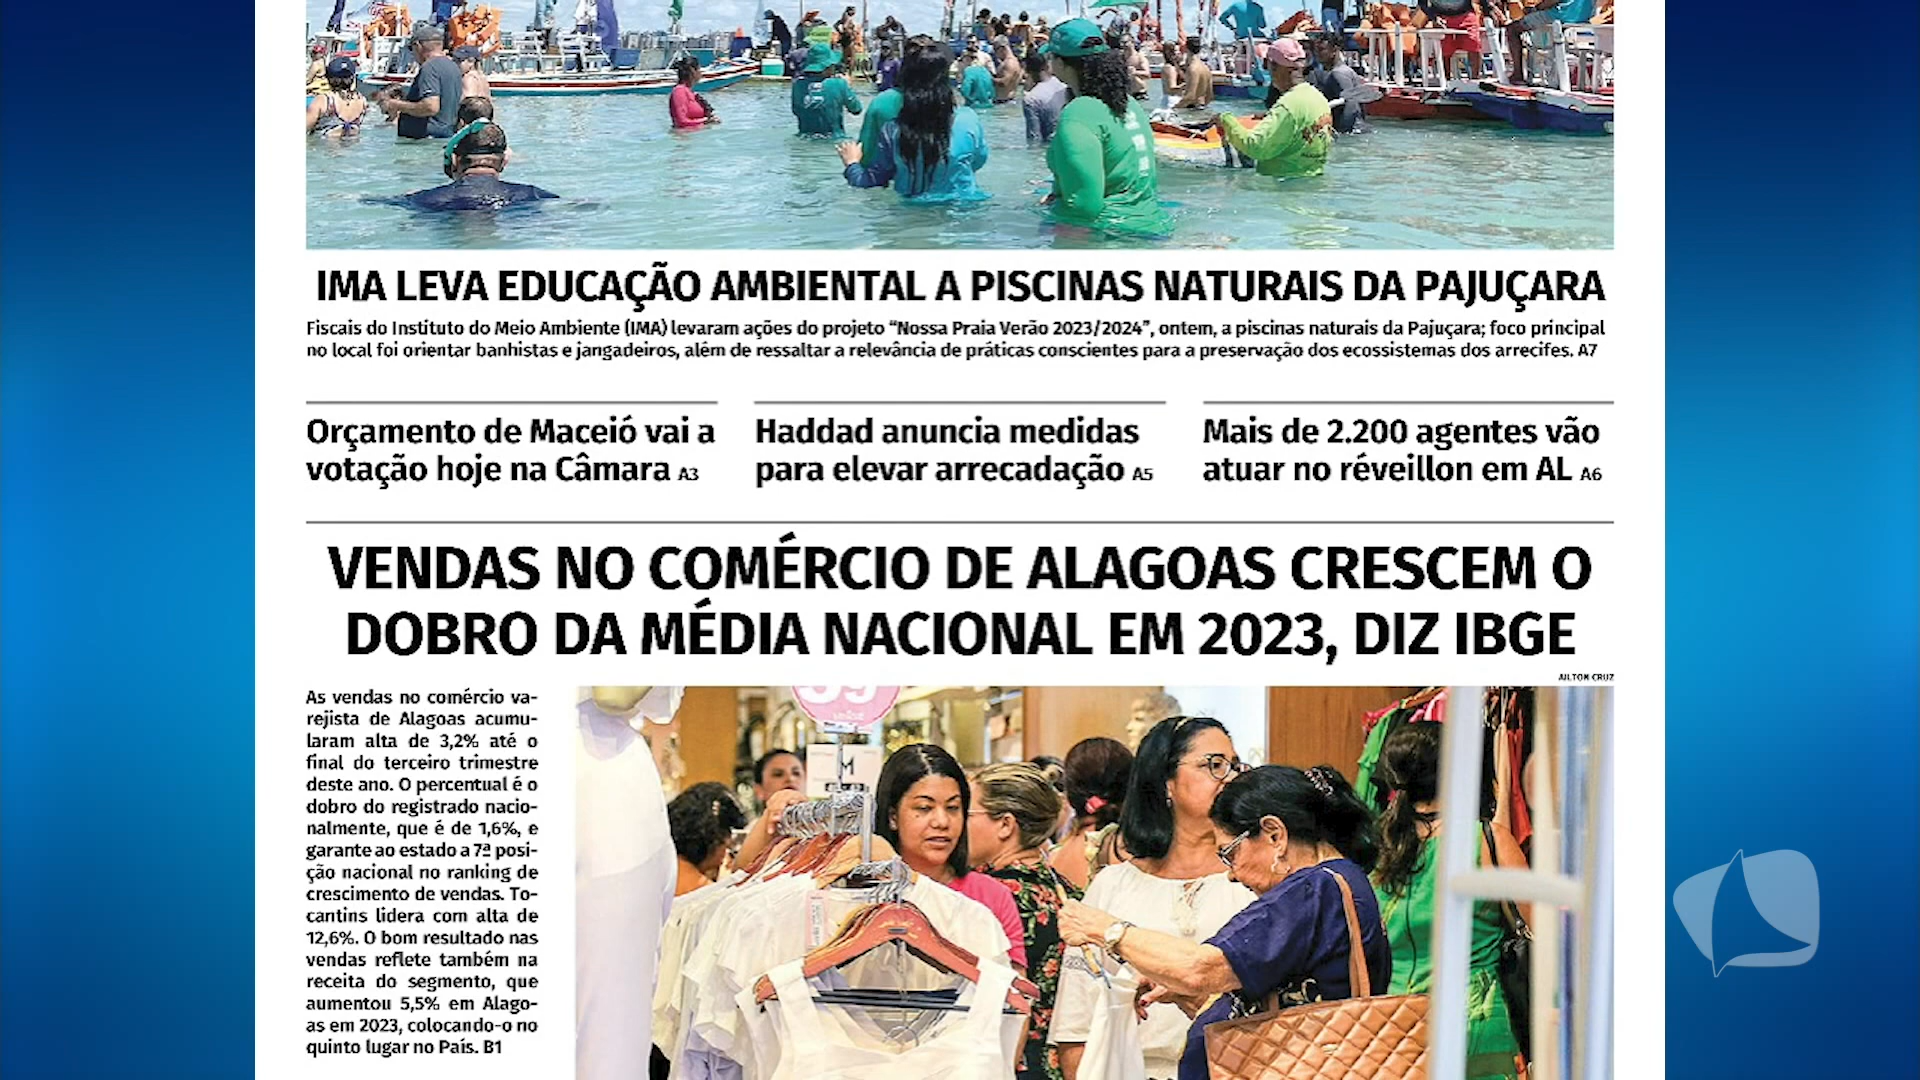 IMA LEVA EDUCAÇÃO AMBIENTAL A PISCINAS NATURAIS DA PAJUÇARA
Fiscais do Instituto do Meio Ambiente (IMA) levaram ações do projeto “Nossa Praia Verão 2023/2024”, ontem, a piscinas naturais da Pajuçara; foco principal
no local foi orientar banhistas e jangadeiros, além de ressaltar a relevância de práticas conscientes para a preservação dos ecossistemas dos arrecifes. A7
Orçamento de Maceió vai a
votação hoje na Câmara A3
Haddad anuncia medidas
para elevar arrecadação A5
Mais de 2.200 agentes vão
atuar no réveillon em AL A6
VENDAS NO COMÉRCIO DE ALAGOAS CRESCEM O
DOBRO DA MÉDIA NACIONAL EM 2023, DIZ IBGE
AILTON CRUZ
As vendas no comércio va-
rejista de Alagoas acumu-
laram alta de 3,2% até o
final do terceiro trimestre
deste ano. O percentual é o
dobro do registrado nacio-
nalmente, que é de 1,6%, e
garante ao estado a 7ª posi-
ção nacional no ranking de
crescimento de vendas. To-
cantins lidera com alta de
12,6%. O bom resultado nas
vendas reflete também na
receita do segmento, que
aumentou 5,5% em Alago-
as em 2023, colocando-o no
quinto lugar no País. B1